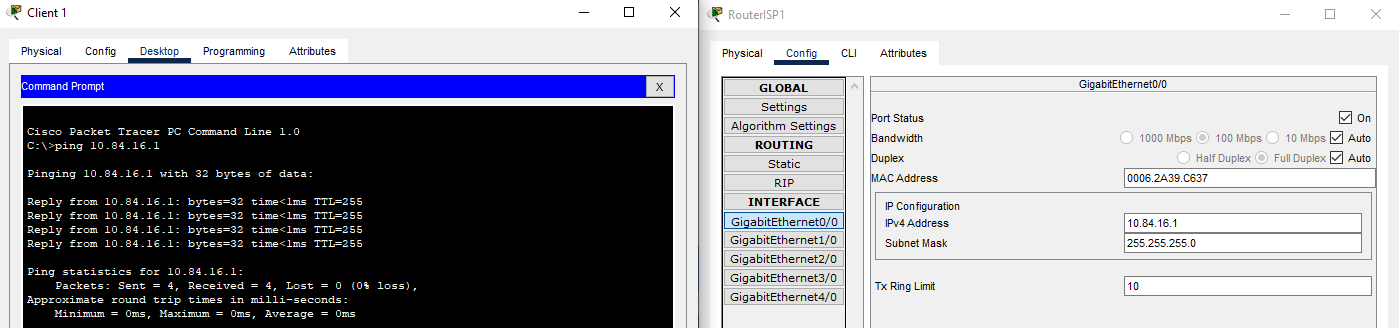 Client 1
Physical Config Desktop Programming Attributes
Command Prompt X
Cisco Packet Tracer PC Command Line 1.0
C:\>ping 10.84.16.1
Pinging 10.84.16.1 with 32 bytes of data:
Reply from 10.84.16.1: bytes=32 time<1ms TTL=255
Reply from 10.84.16.1: bytes=32 time<1ms TTL=255
Reply from 10.84.16.1: bytes=32 time<1ms TTL=255
Reply from 10.84.16.1: bytes=32 time<1ms TTL=255
Ping statistics for 10.84.16.1:
Packets: Sent = 4, Received = 4, Lost = 0 (0% loss),
Approximate round trip times in milli-seconds:
Minimum = 0ms, Maximum = 0ms, Average = 0ms
RouterISP1
Physical Config CLI Attributes
GLOBAL
Settings
Algorithm Settings
ROUTING
Static
RIP
INTERFACE
GigabitEthernet0/0
GigabitEthernet1/0
GigabitEthernet2/0
GigabitEthernet3/0
GigabitEthernet4/0
GigabitEthernet0/0
Port Status On
Bandwidth 1000 Mbps 100 Mbps 10 Mbps Auto
Duplex Half Duplex Full Duplex Auto
MAC Address 0006.2A39.C637
IP Configuration
IPv4 Address 10.84.16.1
Subnet Mask 255.255.255.0
Tx Ring Limit 10